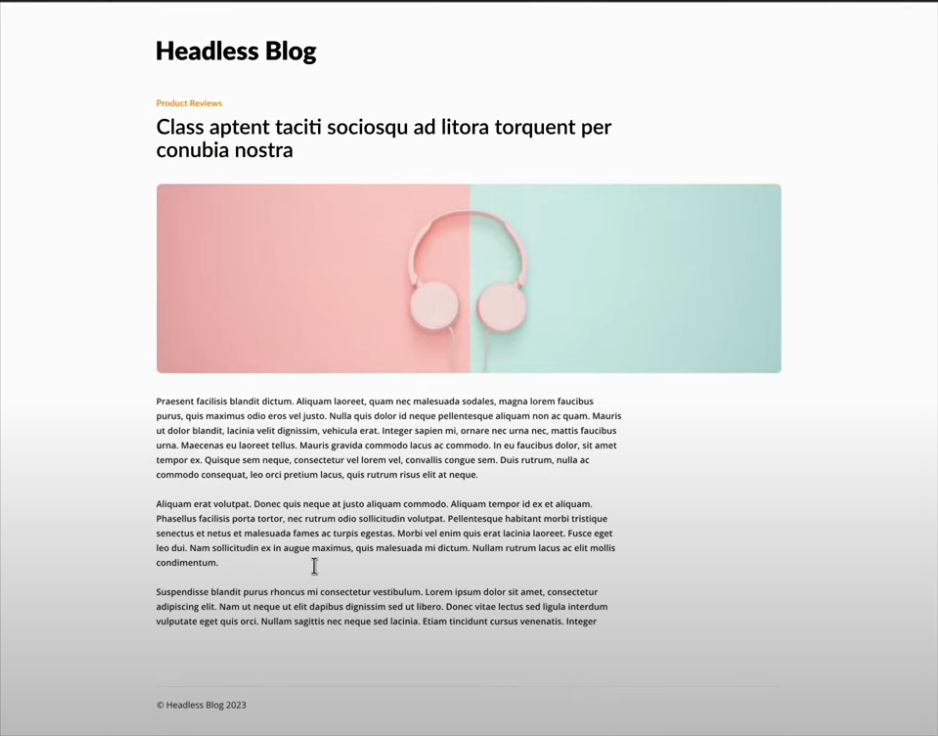 Headless Blog
Product Reviews
Class aptent taciti sociosqu ad litora torquent per
conubia nostra
Praesent facilisis blandit dictum. Aliquam laoreet, quam nec malesuada sodales, magna lorem faucibus
purus, quis maximus odio eros vel justo. Nulla quis dolor id neque pellentesque aliquam non ac quam. Mauris
ut dolor blandit, lacinia velit dignissim, vehicula erat. Integer sapien mi, ornare nec urna nec, mattis faucibus
urna. Maecenas eu laoreet tellus. Mauris gravida commodo lacus ac commodo. In eu faucibus dolor, sit amet
tempor ex. Quisque sem neque, consectetur vel lorem vel, convallis congue sem. Duis rutrum, nulla ac
commodo consequat, leo orci pretium lacus, quis rutrum risus elit at neque.
Aliquam erat volutpat. Donec quis neque at justo aliquam commodo. Aliquam tempor id ex et aliquam.
Phasellus facilisis porta tortor, nec rutrum odio sollicitudin volutpat. Pellentesque habitant morbi tristique
senectus et netus et malesuada fames ac turpis egestas. Morbi vel enim quis erat lacinia laoreet. Fusce eget
leo dui. Nam sollicitudin ex in augue maximus, quis malesuada mi dictum. Nullam rutrum lacus ac elit mollis
condimentum.
Suspendisse blandit purus rhoncus mi consectetur vestibulum. Lorem ipsum dolor sit amet, consectetur
adipiscing elit. Nam ut neque ut elit dapibus dignissim sed ut libero. Donec vitae lectus sed ligula interdum
vulputate eget quis orci. Nullam sagittis nec neque sed lacinia. Etiam tincidunt cursus venenatis. Integer
© Headless Blog 2023